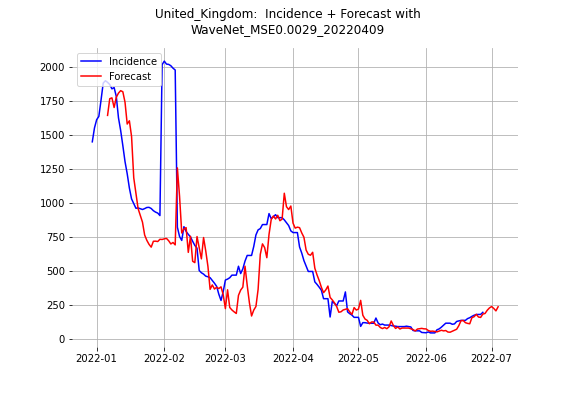 United_Kingdom:  Incidence + Forecast with
WaveNet_MSE0.0029_20220409
Incidence
Forecast
2000
1750
1500
1250
1000
750
500
250
0
2022-01 2022-02 2022-03 2022-04 2022-05 2022-06 2022-07